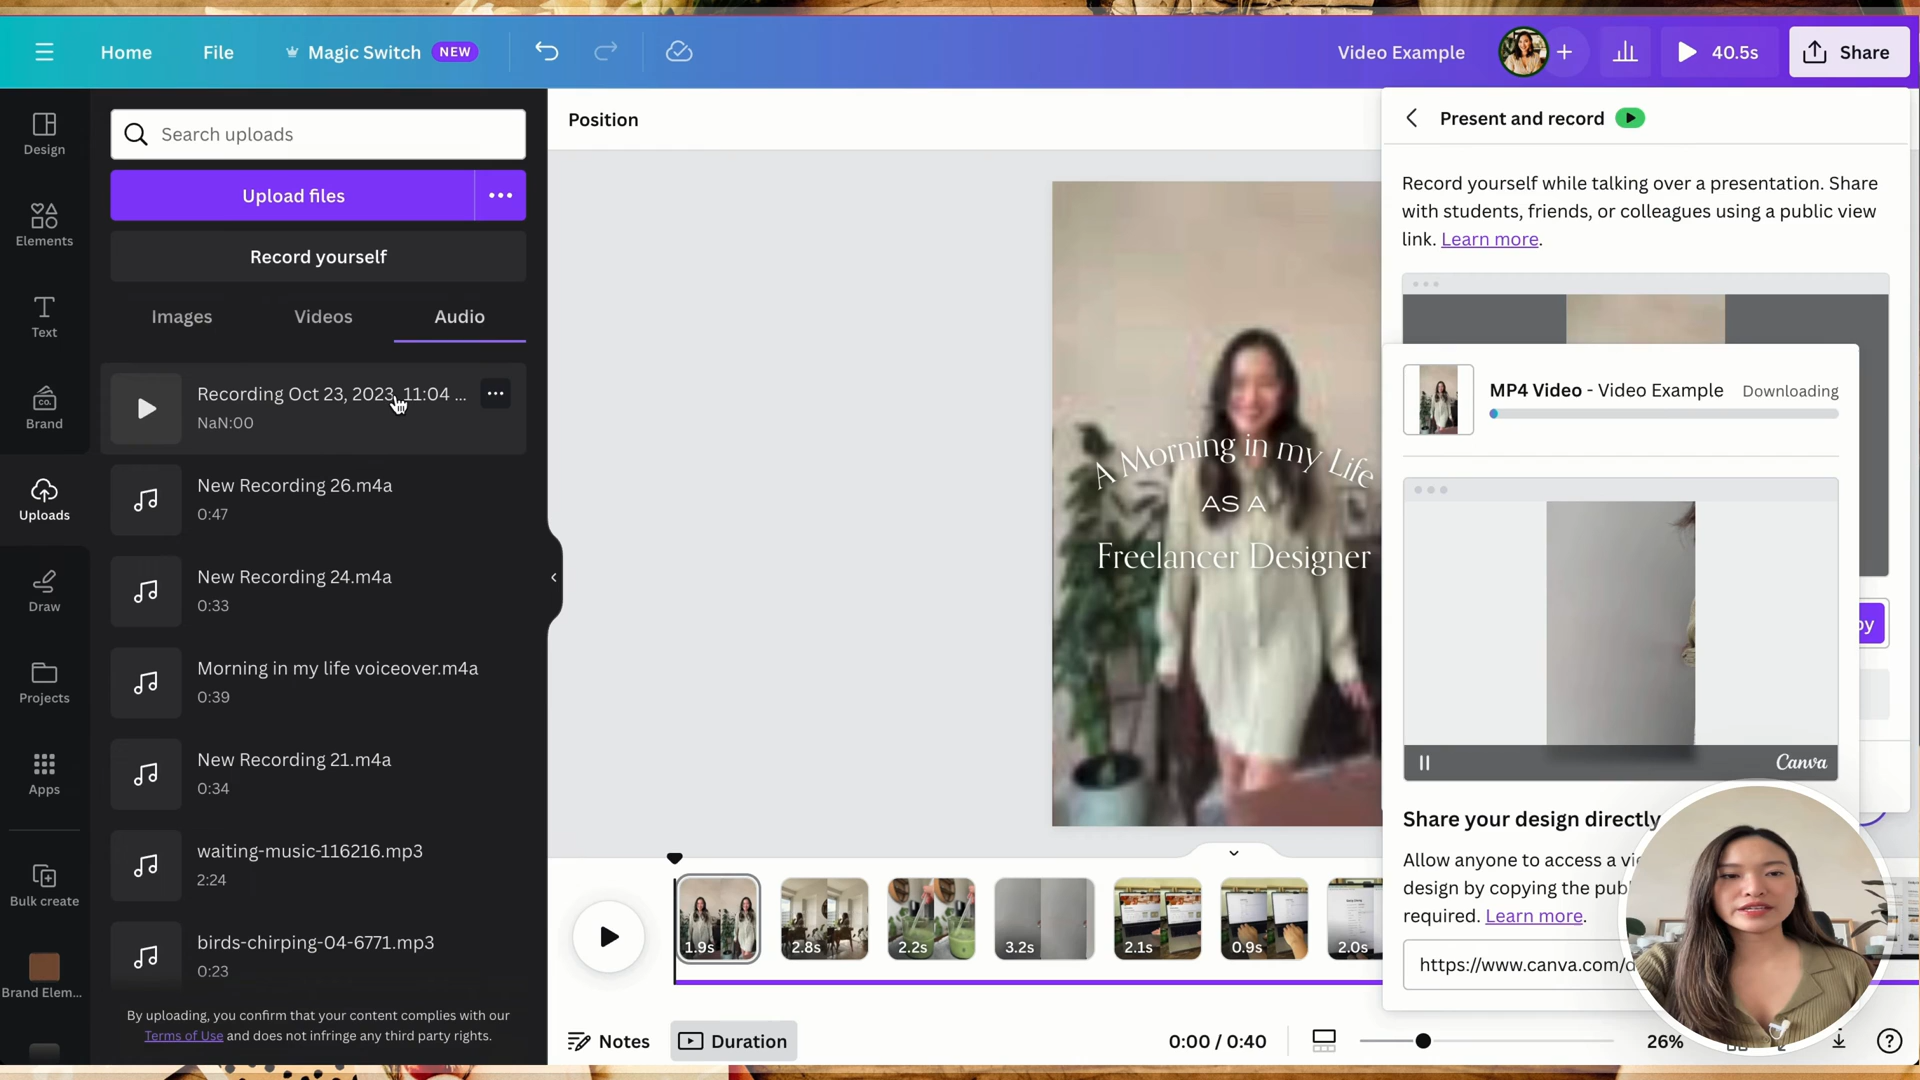 Home
File
Magic Switch NEW
Video Example
40.5s
Share
Design
Elements
Text
Brand
Uploads
Draw
Projects
Apps
Bulk create
Brand Elem...
Search uploads
Upload files
Record yourself
Images
Videos
Audio
Recording Oct 23, 2023, 11:04 ...
NaN:00
New Recording 26.m4a
0:47
New Recording 24.m4a
0:33
Morning in my life voiceover.m4a
0:39
New Recording 21.m4a
0:34
waiting-music-116216.mp3
2:24
birds-chirping-04-6771.mp3
0:23
By uploading, you confirm that your content complies with our
Terms of Use and does not infringe any third party rights.
Position
A Morning in my Life
AS A
Freelancer Designer
Present and record
Record yourself while talking over a presentation. Share
with students, friends, or colleagues using a public view
link. Learn more.
MP4 Video - Video Example
Downloading
Canva
Share your design directly
Allow anyone to access a
design by copying the
required. Learn more.
https://www.canva.com/d
1.9s
2.8s
2.2s
3.2s
2.1s
0.9s
2.0s
Notes
Duration
0:00 / 0:40
26%